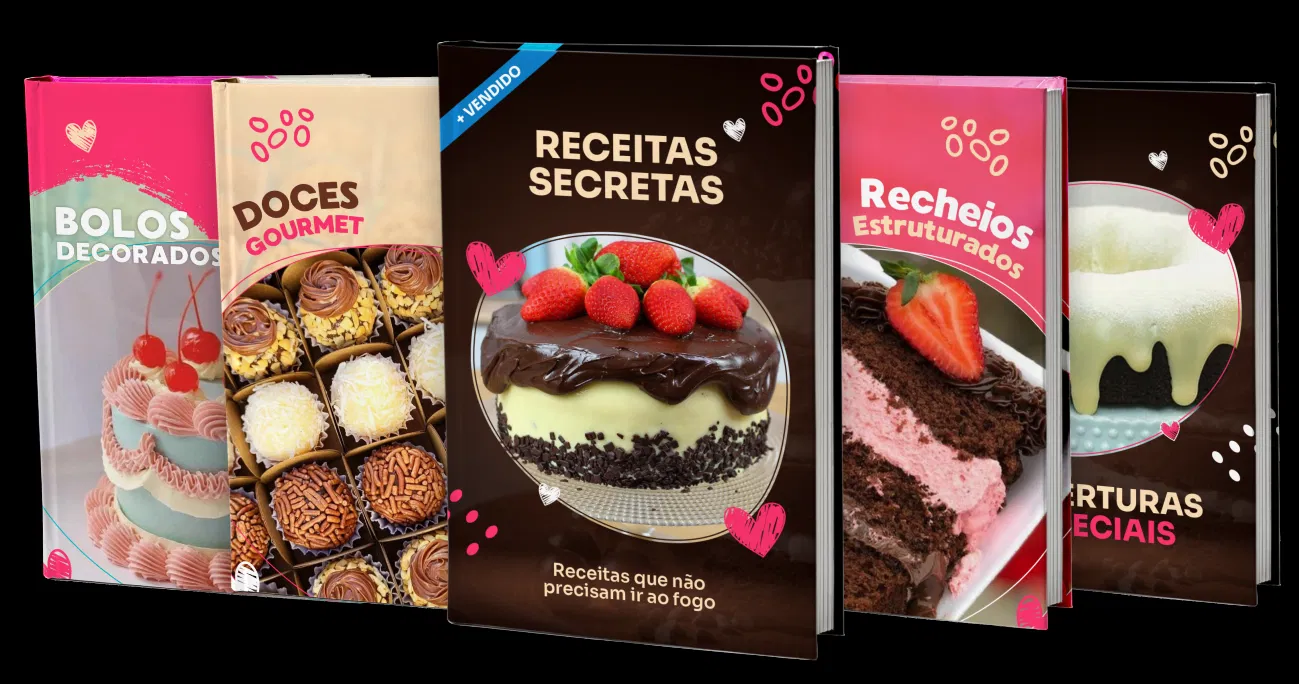 BOLOS
DECORADOS
DOCES
GOURMET
+ VENDIDO
RECEITAS
SECRETAS
Receitas que não
precisam ir ao fogo
Recheios
Estruturados
ERTURAS
ECIAIS